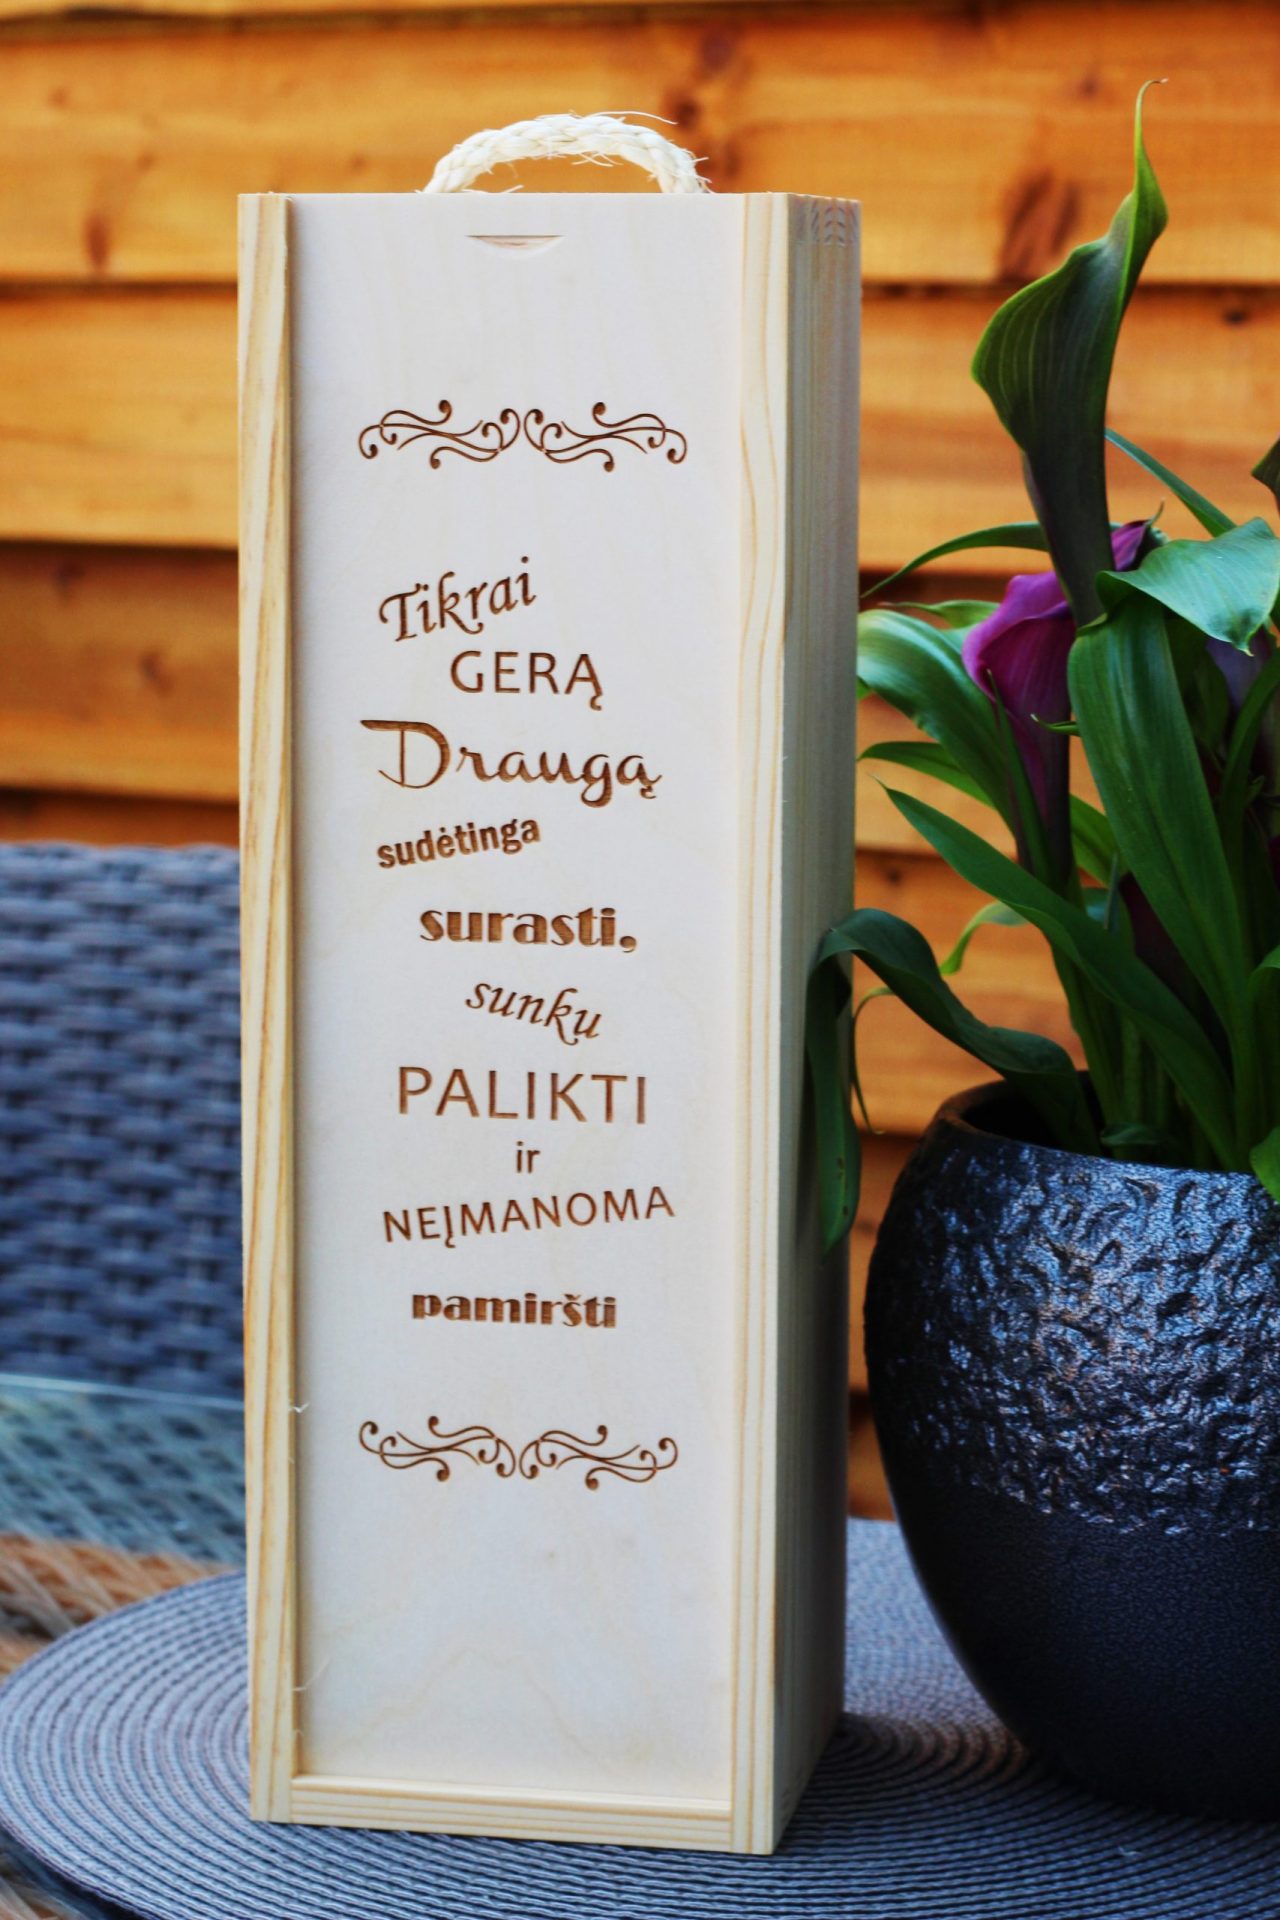 Tikrai
GERĄ
Draugą
sudėtinga
surasti,
sunku
PALIKTI
ir
NEĮMANOMA
pamiršti